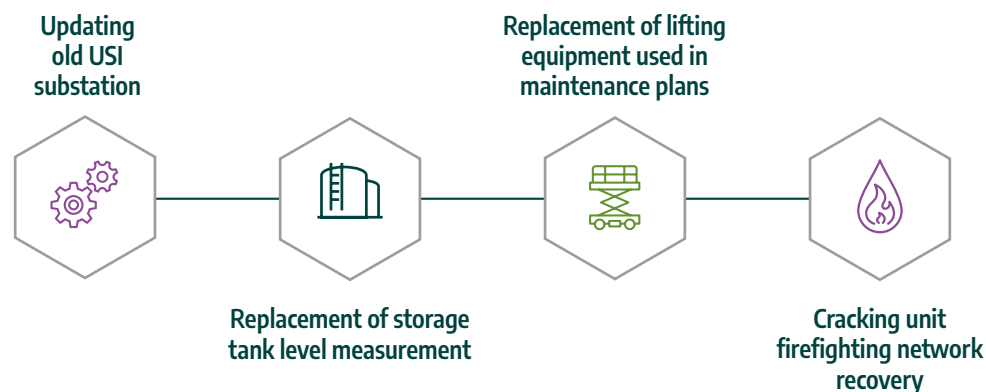 Updating
old USI
substation
Replacement of storage
tank level measurement
Replacement of lifting
equipment used in
maintenance plans
Cracking unit
firefighting network
recovery